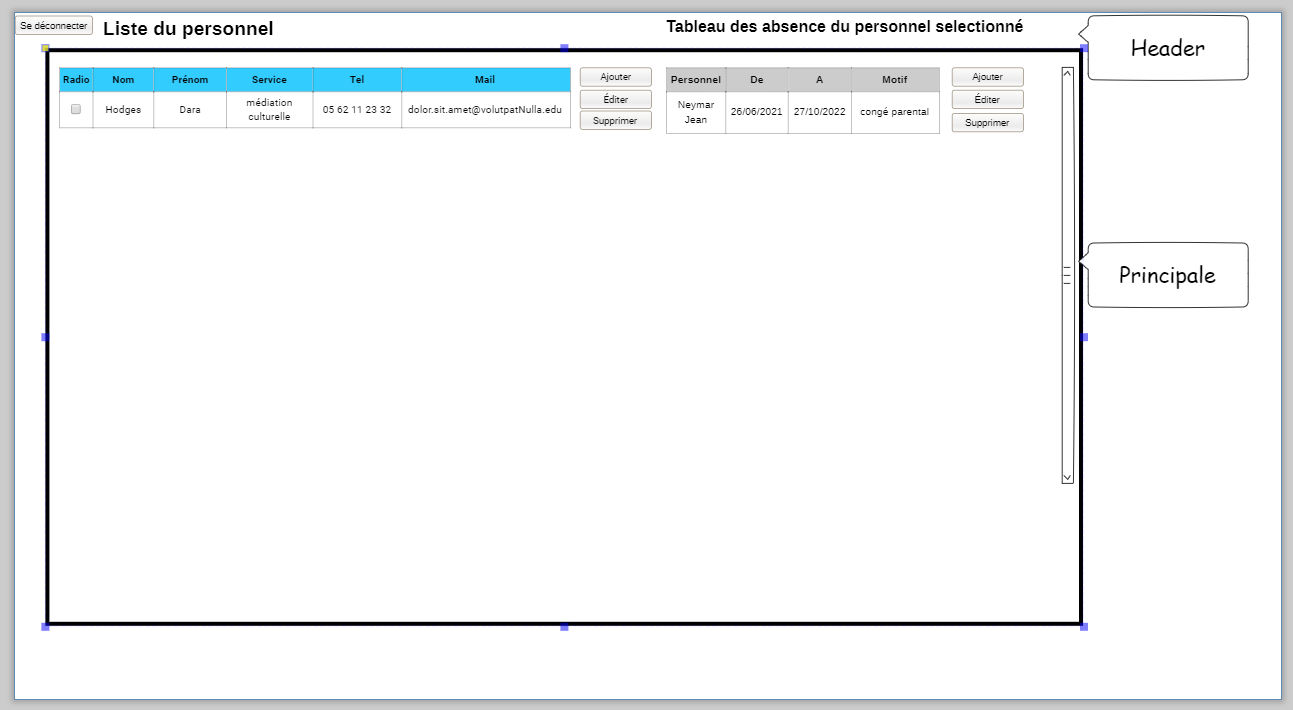 Se déconnecter
Liste du personnel
Tableau des absence du personnel selectionné
Header
Radio Nom Prénom Service Tel Mail
Hodges Dara médiation culturelle 05 62 11 23 32 dolor.sit.amet@volutpatNulla.edu
Ajouter
Éditer
Supprimer
Personnel De A Motif
Neymar Jean 26/06/2021 27/10/2022 congé parental
Ajouter
Éditer
Supprimer
Principale